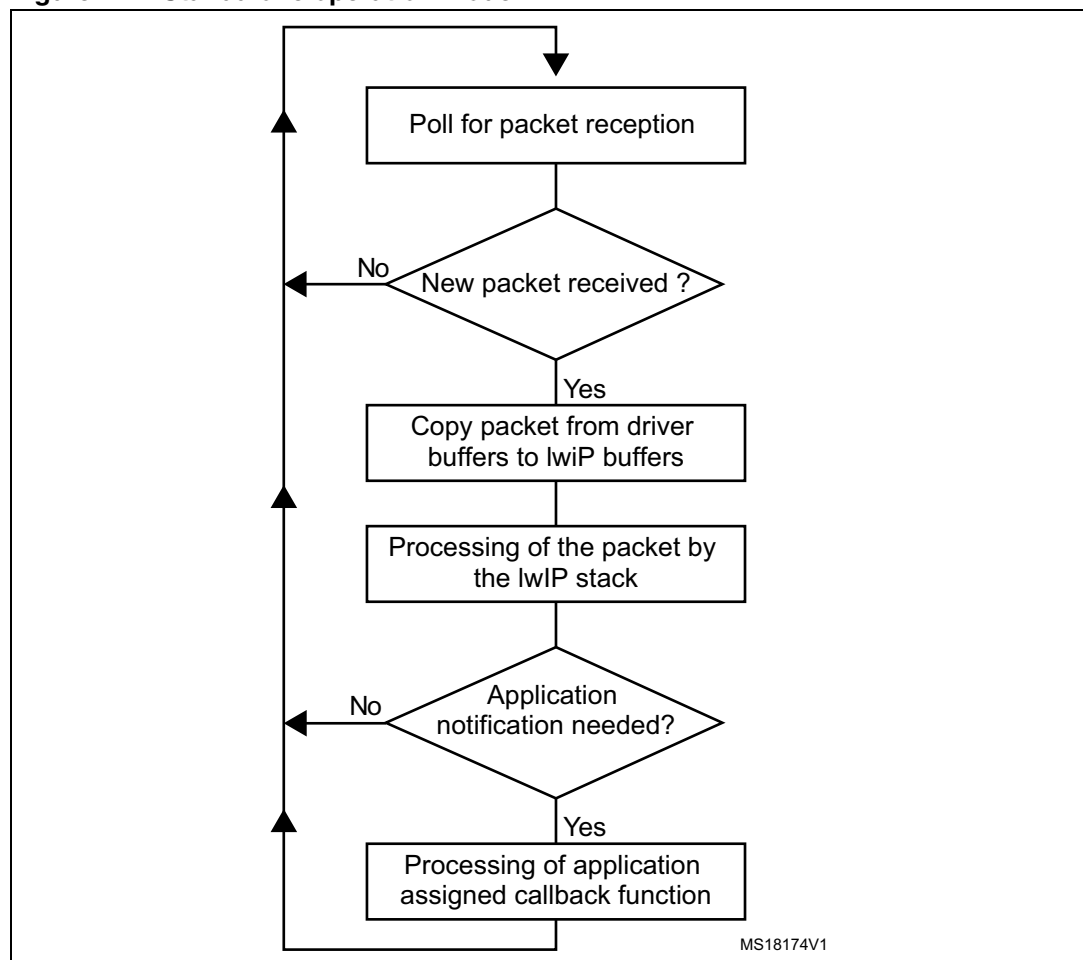 Poll for packet reception
No
New packet received ?
Yes
Copy packet from driver
buffers to lwiP buffers
Processing of the packet by
the lwIP stack
No
Application
notification needed?
Yes
Processing of application
assigned callback function
MS18174V1